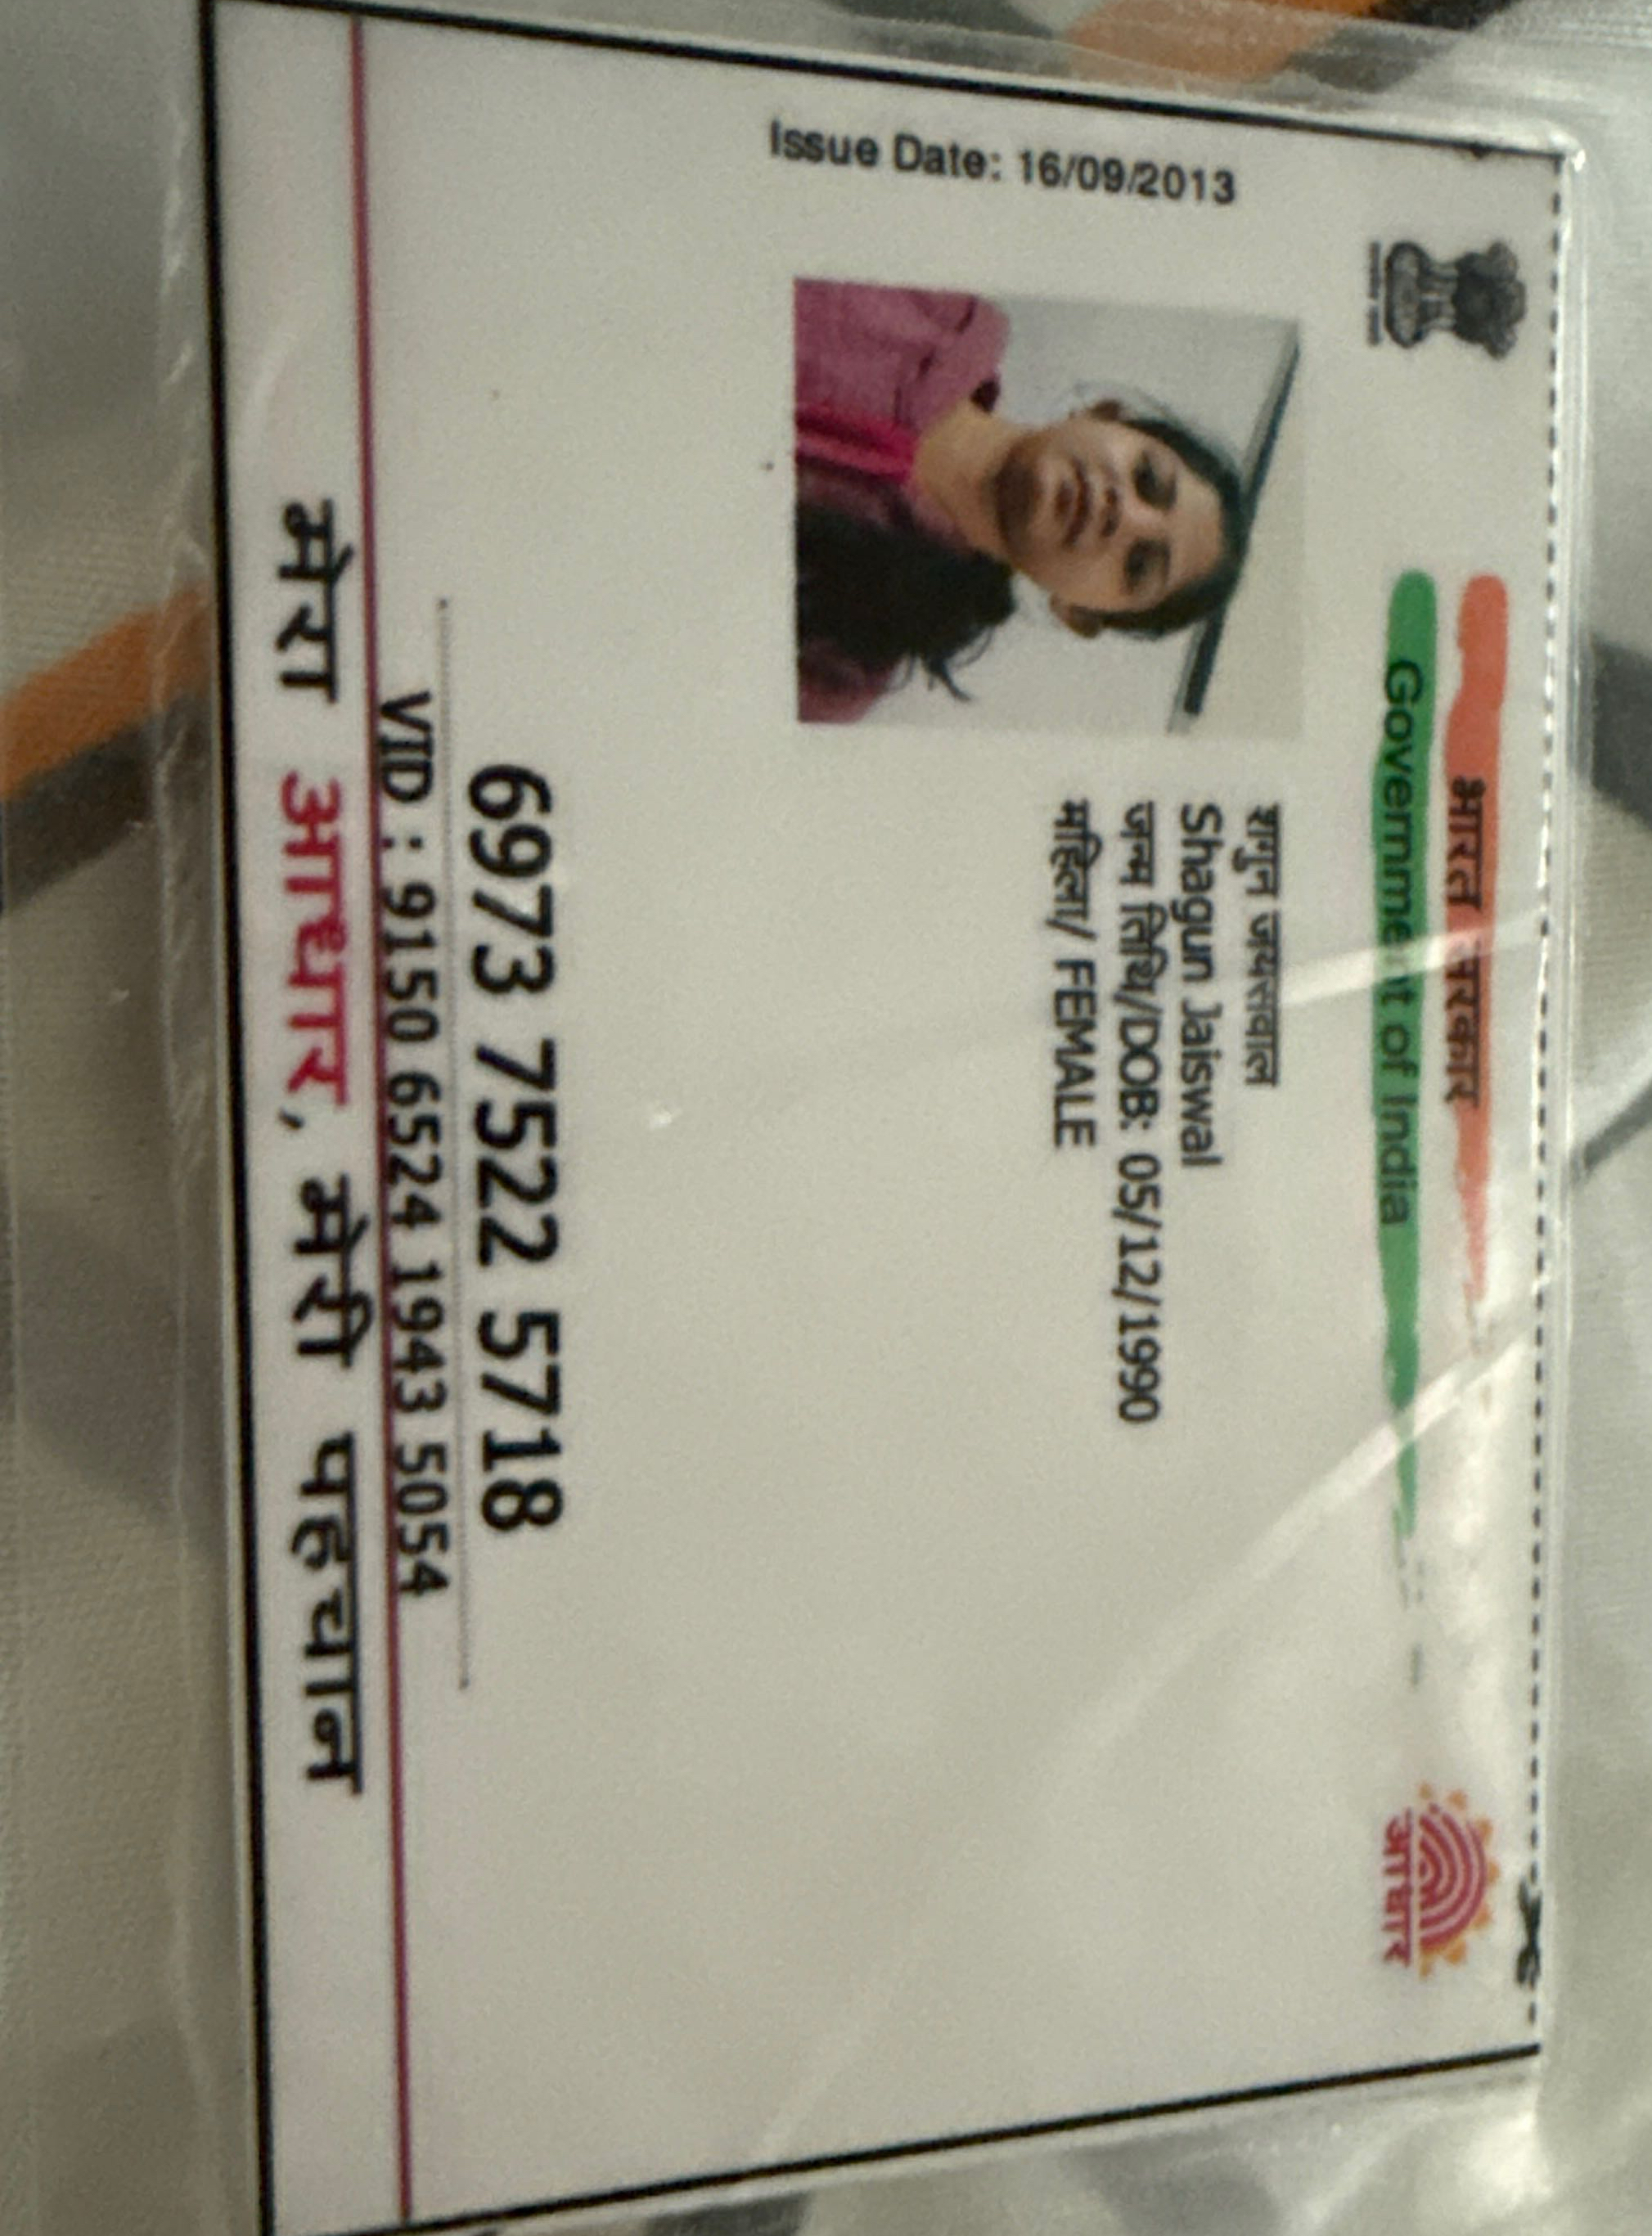 भारत सरकार
Government of India
Issue Date: 16/09/2013
शगुन जयसवाल
Shagun Jaiswal
जन्म तिथि/DOB: 05/12/1990
महिला/ FEMALE
6973 7522 5718
VID : 9150 6524 1943 5054
मेरा आधार, मेरी पहचान
आधार